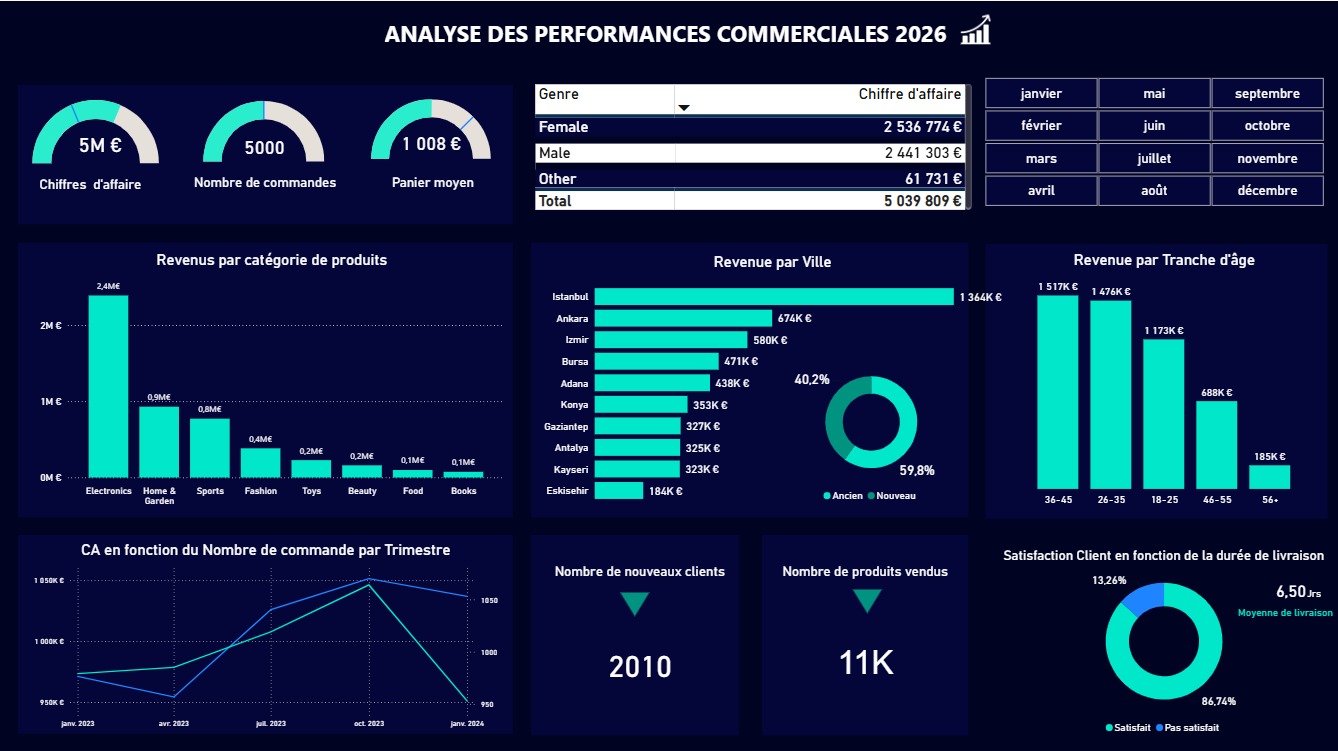 ANALYSE DES PERFORMANCES COMMERCIALES 2026
5M €
Chiffres d'affaire
5000
Nombre de commandes
1 008 €
Panier moyen
Genre Chiffre d'affaire
Female 2 536 774 €
Male 2 441 303 €
Other 61 731 €
Total 5 039 809 €
janvier mai septembre
février juin octobre
mars juillet novembre
avril août décembre
Revenus par catégorie de produits
2,4M€
2M €
1M €
0M €
0,9M€
0,8M€
0,4M€
0,2M€
0,2M€
0,1M€
0,1M€
Electronics
Home &
Garden
Sports
Fashion
Toys
Beauty
Food
Books
Revenue par Ville
Istanbul 1 364K €
Ankara 674K €
Izmir 580K €
Bursa 471K €
Adana 438K €
Konya 353K €
Gaziantep 327K €
Antalya 325K €
Kayseri 323K €
Eskisehir 184K €
40,2%
59,8%
Ancien Nouveau
Revenue par Tranche d'âge
1 517K €
1 476K €
1 173K €
688K €
185K €
36-45 26-35 18-25 46-55 56+
CA en fonction du Nombre de commande par Trimestre
1 050K €
1 000K €
950K €
1050
1000
950
janv. 2023 avr. 2023 juil. 2023 oct. 2023 janv. 2024
Nombre de nouveaux clients
2010
Nombre de produits vendus
11K
Satisfaction Client en fonction de la durée de livraison
13,26%
6,50 Jrs
Moyenne de livraison
86,74%
Satisfait Pas satisfait